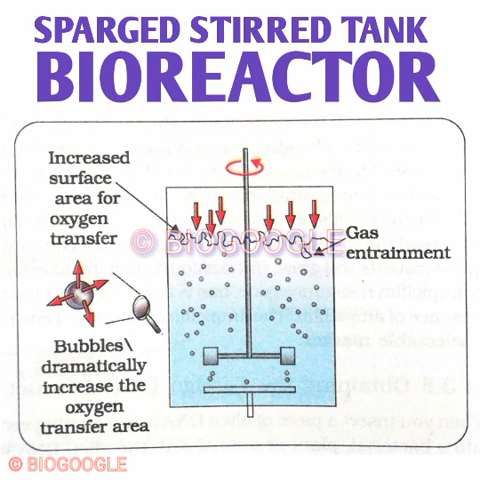 SPARGED STIRRED TANK
BIOREACTOR
Increased
surface
area for
oxygen
transfer
© BIOGOOGLE
Gas
entrainment
Bubbles\
dramatically
increase the
oxygen
transfer area
© BIOGOOGLE